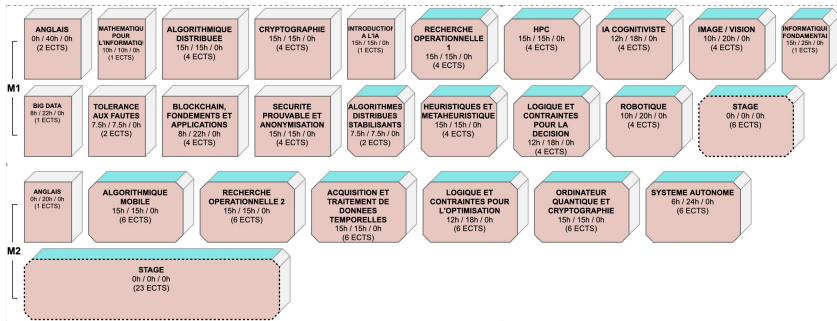 M1
ANGLAIS
0h / 40h / 0h
(2 ECTS)
MATHEMATIQU
POUR
L'INFORMATIQU
10h / 10h / 0h
(1 ECTS)
ALGORITHMIQUE
DISTRIBUEE
15h / 15h / 0h
(4 ECTS)
CRYPTOGRAPHIE
15h / 15h / 0h
(4 ECTS)
INTRODUCTION
A L'IA
15h / 15h / 0h
(1 ECTS)
RECHERCHE
OPERATIONNELLE
1
15h / 15h / 0h
(4 ECTS)
HPC
15h / 15h / 0h
(4 ECTS)
IA COGNITIVISTE
12h / 18h / 0h
(4 ECTS)
IMAGE / VISION
10h / 20h / 0h
(4 ECTS)
INFORMATIQUE
FONDAMENTAL
15h / 25h / 0h
(1 ECTS)
BIG DATA
8h / 22h / 0h
(1 ECTS)
TOLERANCE
AUX FAUTES
7.5h / 7.5h / 0h
(2 ECTS)
BLOCKCHAIN,
FONDEMENTS ET
APPLICATIONS
8h / 22h / 0h
(4 ECTS)
SECURITE
PROUVABLE ET
ANONYMISATION
15h / 15h / 0h
(4 ECTS)
ALGORITHMES
DISTRIBUES
STABILISANTS
7.5h / 7.5h / 0h
(2 ECTS)
HEURISTIQUES ET
METAHEURISTIQUE
15h / 15h / 0h
(4 ECTS)
LOGIQUE ET
CONTRAINTES
POUR LA
DECISION
12h / 18h / 0h
(4 ECTS)
ROBOTIQUE
10h / 20h / 0h
(4 ECTS)
STAGE
0h / 0h / 0h
(6 ECTS)
M2
ANGLAIS
0h / 20h / 0h
(1 ECTS)
ALGORITHMIQUE
MOBILE
15h / 15h / 0h
(6 ECTS)
RECHERCHE
OPERATIONNELLE 2
15h / 15h / 0h
(6 ECTS)
ACQUISITION ET
TRAITEMENT DE
DONNEES
TEMPORELLES
15h / 15h / 0h
(6 ECTS)
LOGIQUE ET
CONTRAINTES POUR
L'OPTIMISATION
12h / 18h / 0h
(6 ECTS)
ORDINATEUR
QUANTIQUE ET
CRYPTOGRAPHIE
15h / 15h / 0h
(6 ECTS)
SYSTEME AUTONOME
6h / 24h / 0h
(6 ECTS)
STAGE
0h / 0h / 0h
(23 ECTS)